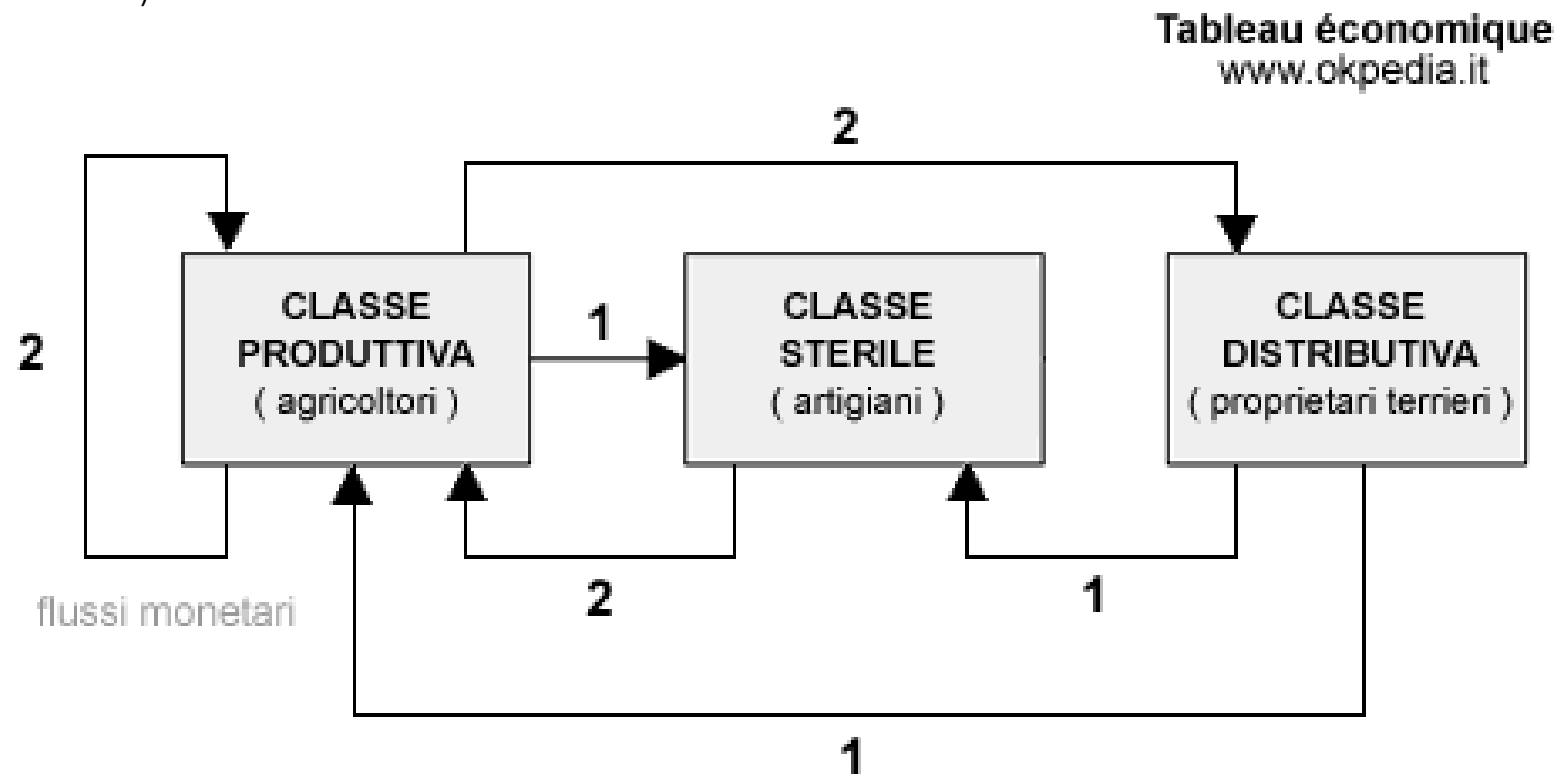 )
Tableau économique
www.okpedia.it
2
2
CLASSE
PRODUTTIVA
( agricoltori )
1
CLASSE
STERILE
( artigiani )
CLASSE
DISTRIBUTIVA
( proprietari terrieri )
flussi monetari
2
1
1